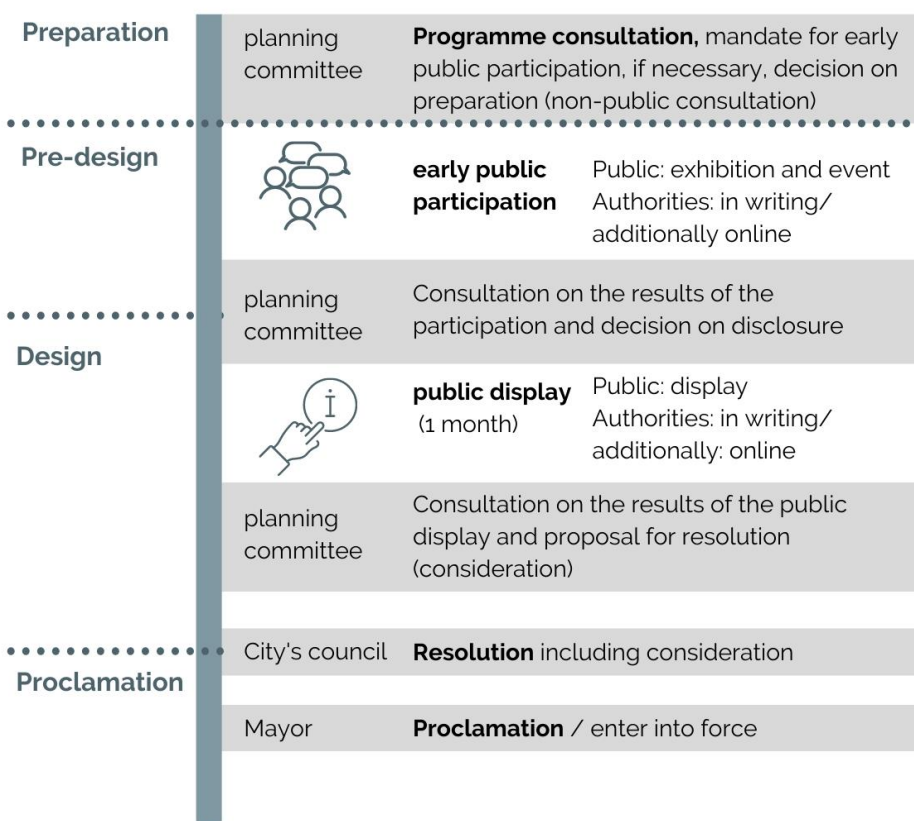 Preparation
planning
committee
Programme consultation, mandate for early
public participation, if necessary, decision on
preparation (non-public consultation)
Pre-design
early public
participation
Public: exhibition and event
Authorities: in writing/
additionally online
planning
committee
Consultation on the results of the
participation and decision on disclosure
Design
i
public display
(1 month)
Public: display
Authorities: in writing/
additionally: online
planning
committee
Consultation on the results of the public
display and proposal for resolution
(consideration)
City's council
Resolution including consideration
Proclamation
Mayor
Proclamation / enter into force